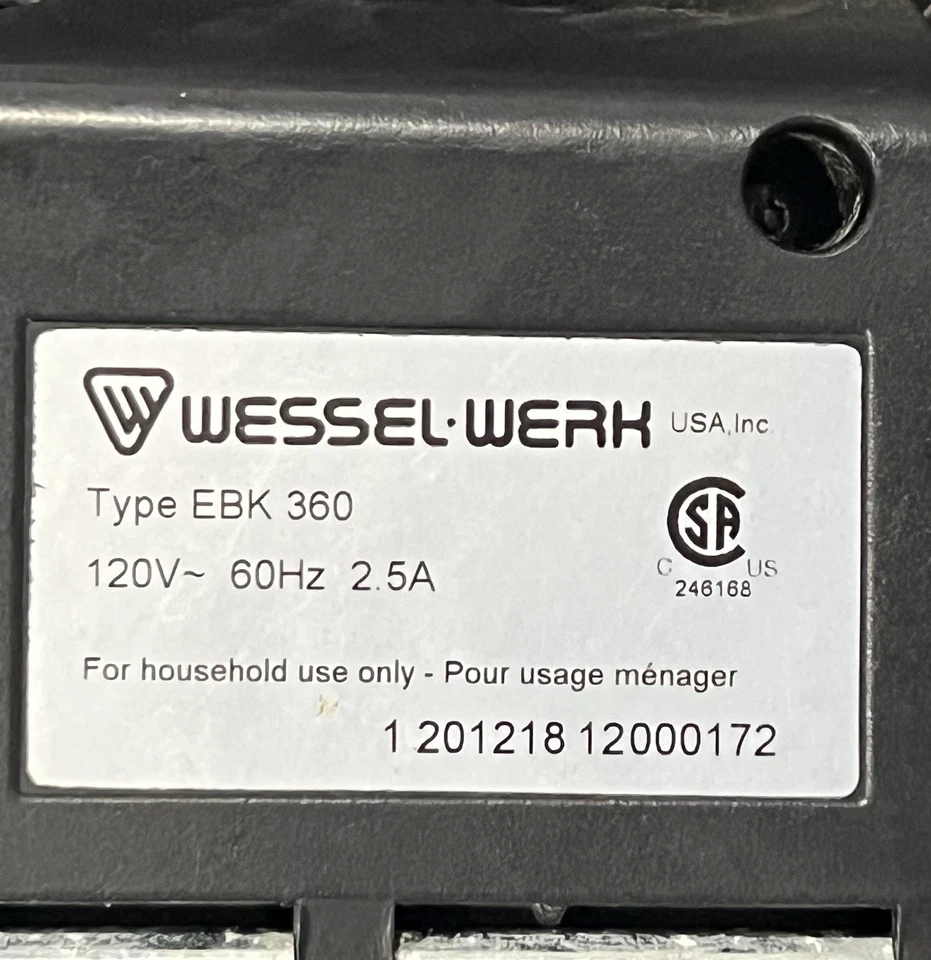 W WESSEL·WERK USA, Inc.
Type EBK 360
120V~ 60Hz 2.5A
SA
C US
246168
For household use only - Pour usage ménager
1 201218 12000172